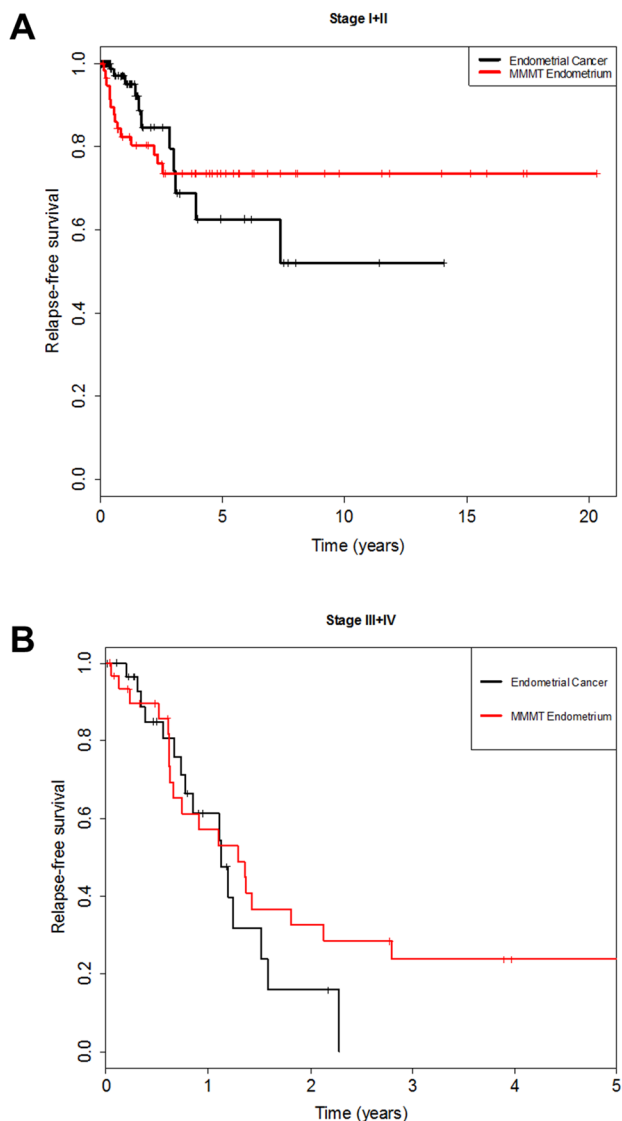 A
Stage I+II
Endometrial Cancer
MMMT Endometrium
Relapse-free survival
1.0
0.8
0.6
0.4
0.2
0.0
0 5 10 15 20
Time (years)
B
Stage III+IV
Endometrial Cancer
MMMT Endometrium
Relapse-free survival
1.0
0.8
0.6
0.4
0.2
0.0
0 1 2 3 4 5
Time (years)